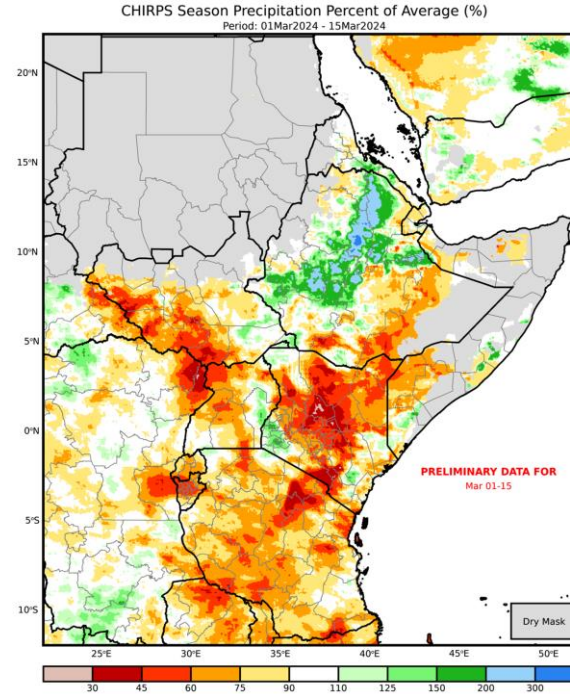 CHIRPS Season Precipitation Percent of Average (%)
Period: 01Mar2024 - 15Mar2024
20°N
15°N
10°N
5°N
0°N
PRELIMINARY DATA FOR
Mar 01-15
5°S
10°S
Dry Mask
25°E 30°E 35°E 40°E 45°E 50°E
30 45 60 75 90 110 125 150 200 300